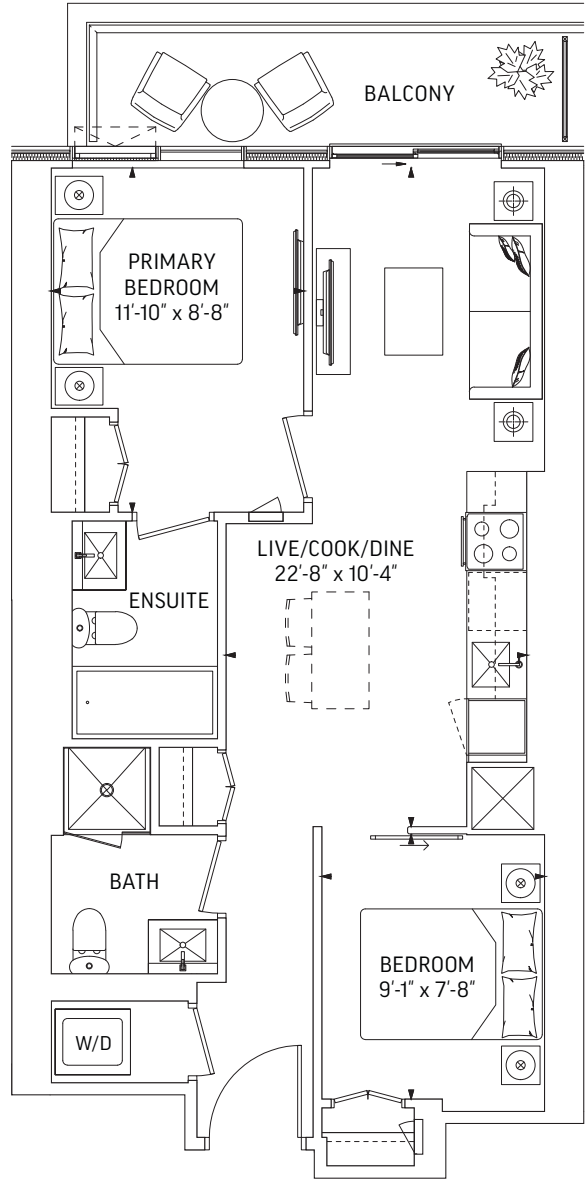 BALCONY
PRIMARY
BEDROOM
11'-10" x 8'-8"
LIVE/COOK/DINE
22'-8" x 10'-4"
ENSUITE
BATH
BEDROOM
9'-1" x 7'-8"
W/D